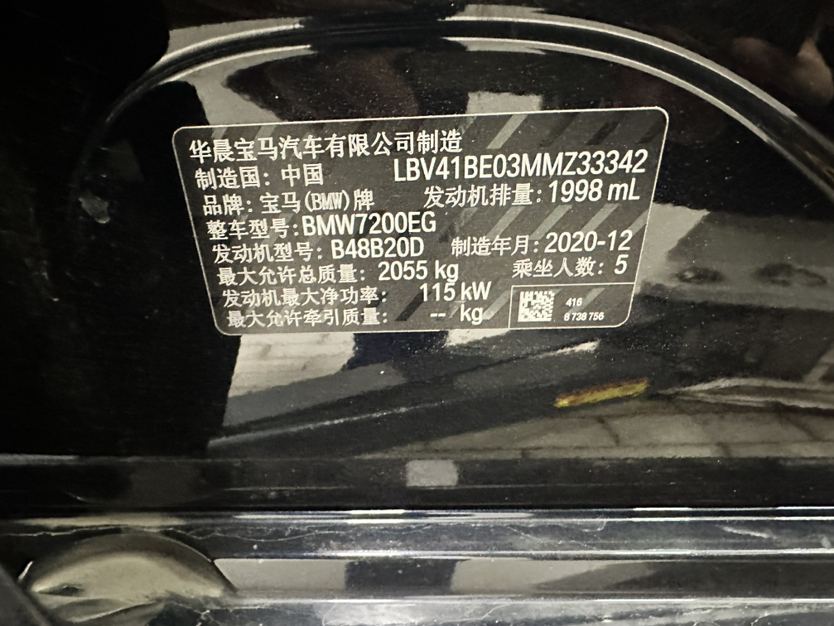 华晨宝马汽车有限公司制造
制造国: 中国 LBV41BE03MMZ33342
品牌: 宝马(BMW)牌 发动机排量: 1998 mL
整车型号: BMW7200EG
发动机型号: B48B20D 制造年月: 2020-12
最大允许总质量: 2055 kg 乘坐人数: 5
发动机最大净功率: 115 kW
最大允许牵引质量: -- kg
416
8 738 756